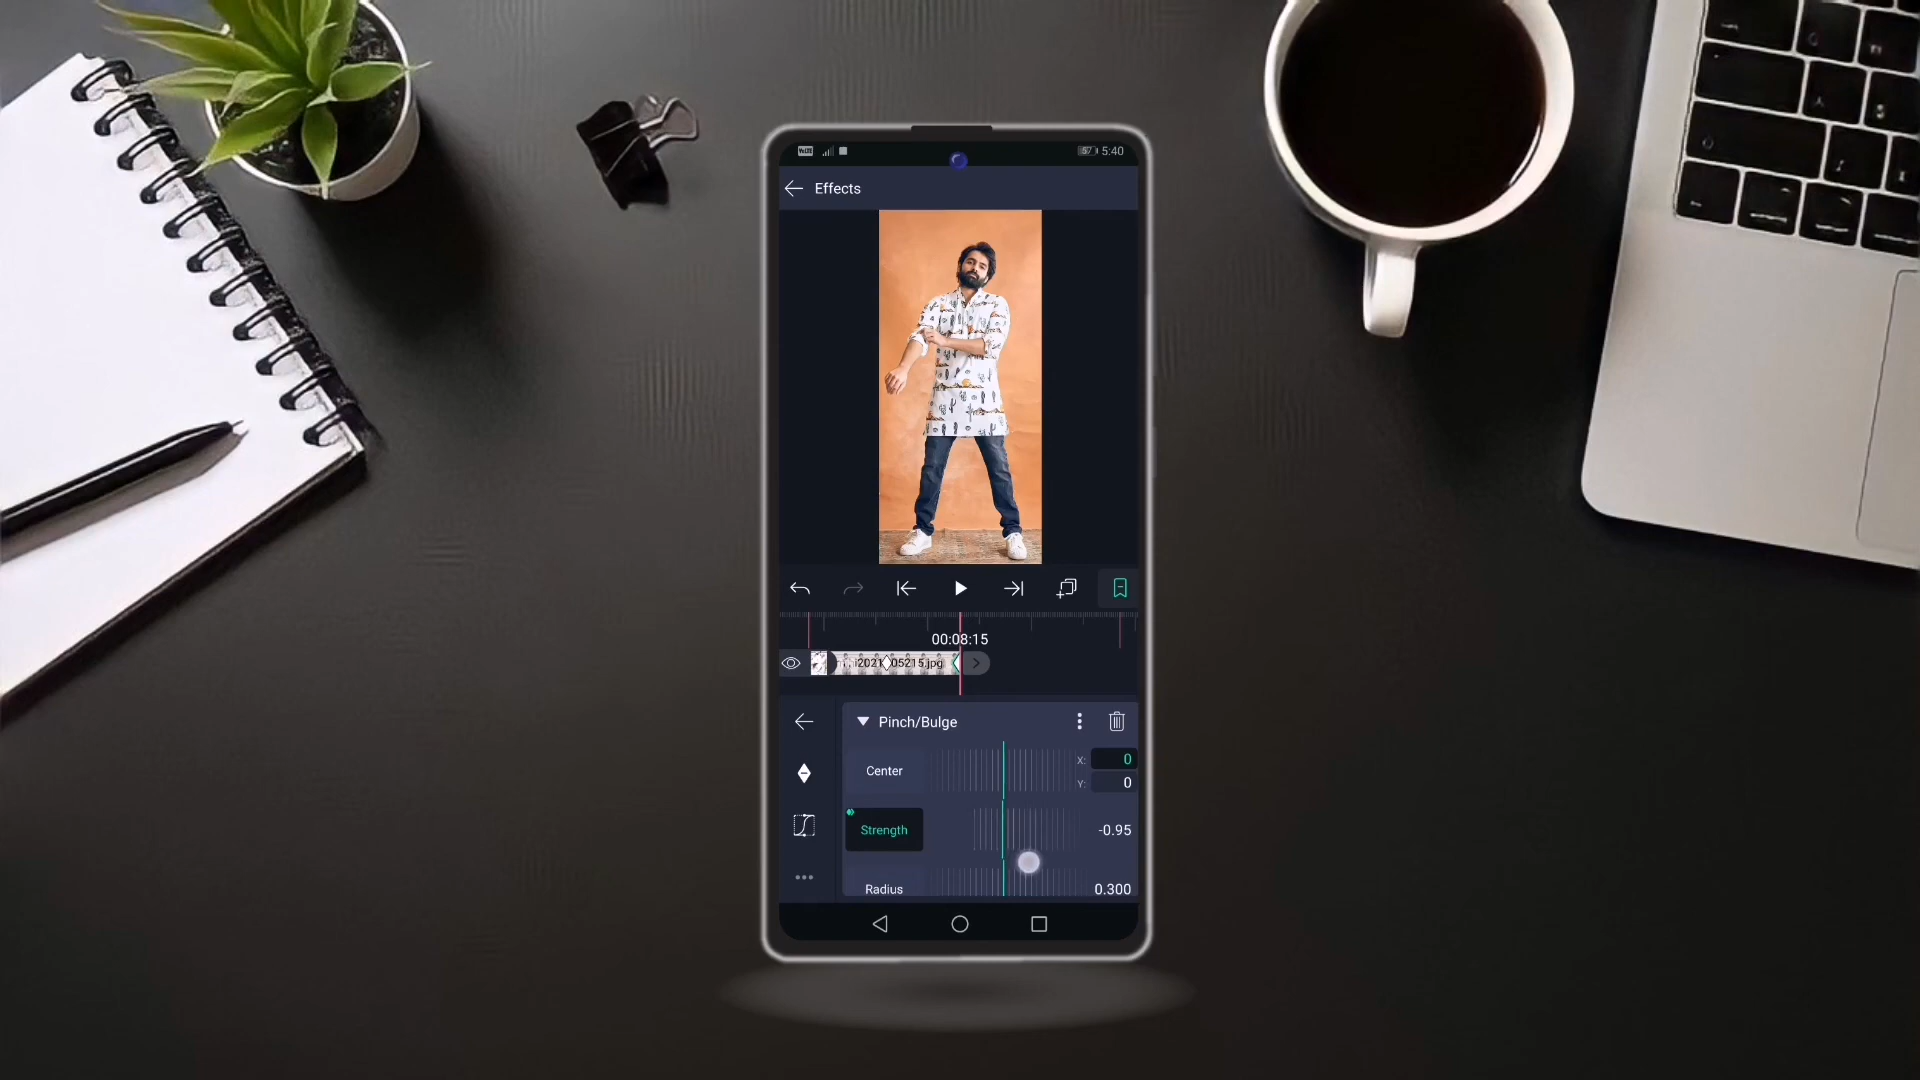 57 5:40
Effects
00:08:15
05215.jpg
Pinch/Bulge
Center
X: 0
Y: 0
Strength
-0.95
Radius
0.300